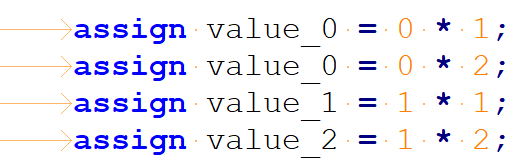 assign value_0 = 0 * 1;
assign value_0 = 0 * 2;
assign value_1 = 1 * 1;
assign value_2 = 1 * 2;